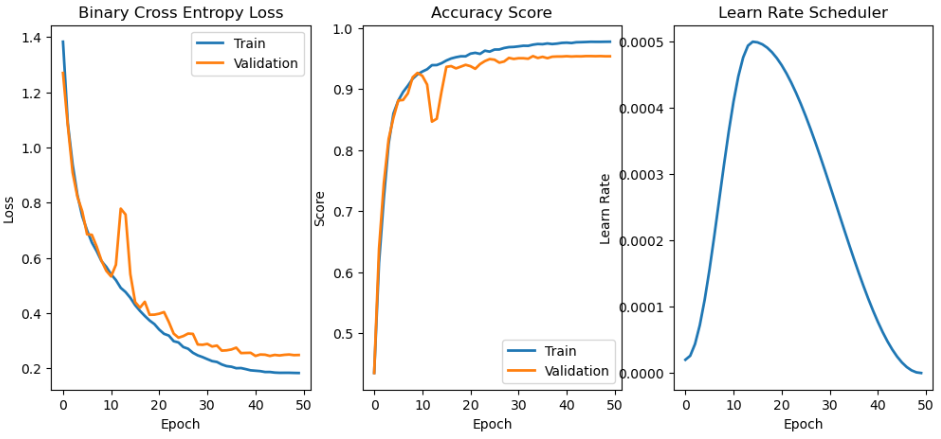 Binary Cross Entropy Loss
1.4
1.2
1.0
0.8
0.6
0.4
0.2
0 10 20 30 40 50
Loss
Epoch
Train
Validation
Accuracy Score
1.0
0.9
0.8
0.7
0.6
0.5
0 10 20 30 40 50
Score
Epoch
Train
Validation
Learn Rate Scheduler
0.0005
0.0004
0.0003
0.0002
0.0001
0.0000
0 10 20 30 40 50
Learn Rate
Epoch